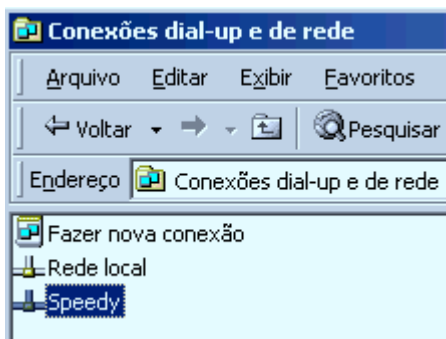 Conexões dial-up e de rede
Arquivo Editar Exibir Favoritos
Voltar Pesquisar
Endereço Conexões dial-up e de rede
Fazer nova conexão
Rede local
Speedy